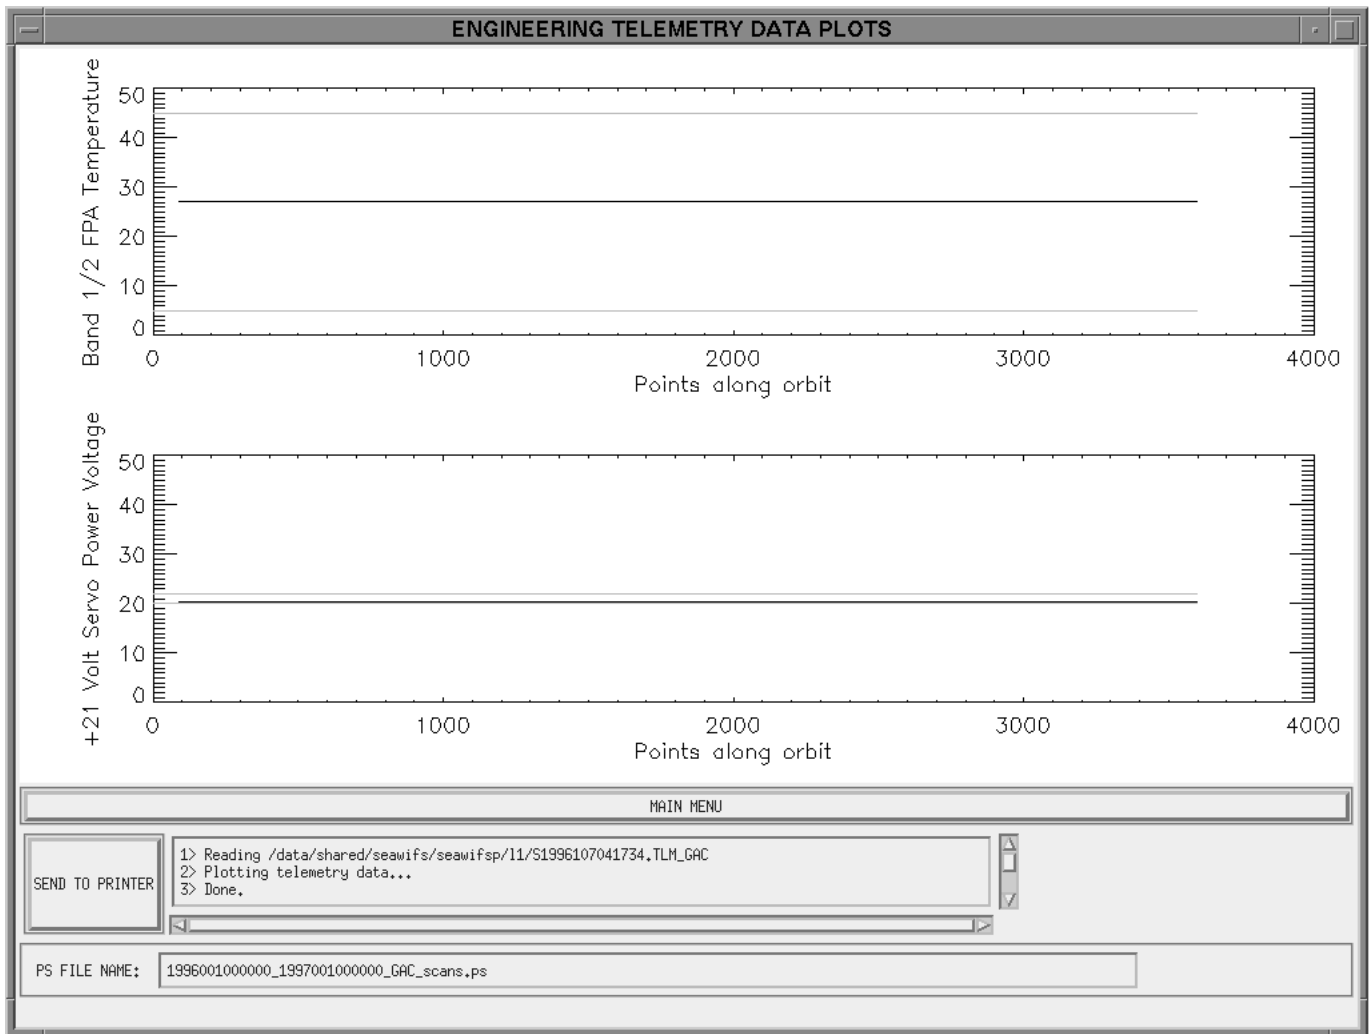 ENGINEERING TELEMETRY DATA PLOTS
Band 1/2 FPA Temperature
50
40
30
20
10
0
0 1000 2000 3000 4000
Points along orbit
+21 Volt Servo Power Voltage
50
40
30
20
10
0
0 1000 2000 3000 4000
Points along orbit
MAIN MENU
SEND TO PRINTER
1> Reading /data/shared/seawifs/seawifsp/l1/S1996107041734.TLM_GAC
2> Plotting telemetry data...
3> Done.
PS FILE NAME: 1996001000000_1997001000000_GAC_scans.ps